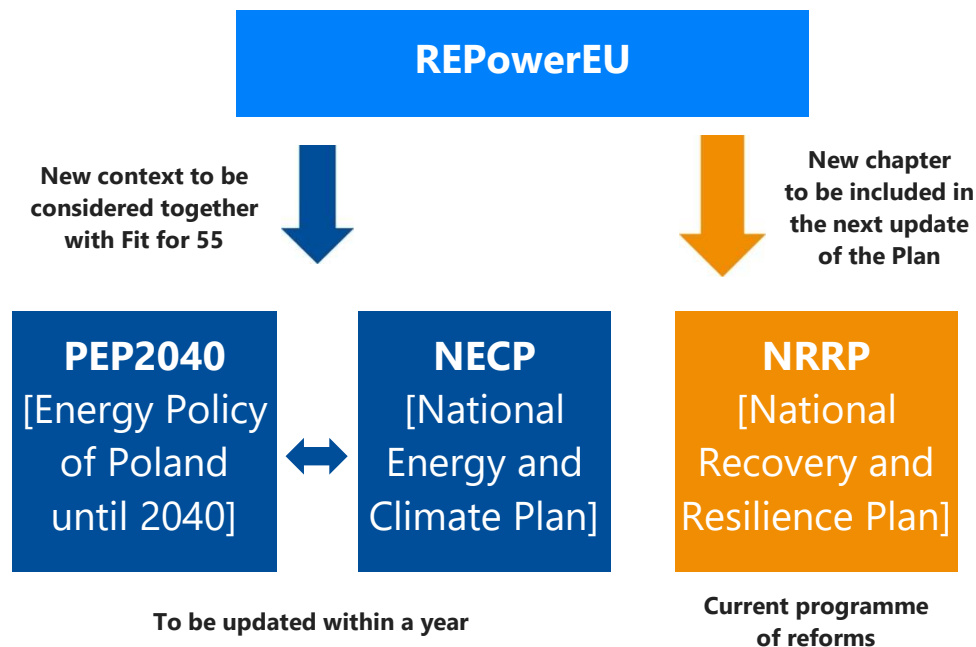 REPowerEU
New context to be
considered together
with Fit for 55
New chapter
to be included in
the next update
of the Plan
PEP2040
[Energy Policy
of Poland
until 2040]
NECP
[National
Energy and
Climate Plan]
NRRP
[National
Recovery and
Resilience Plan]
To be updated within a year
Current programme
of reforms